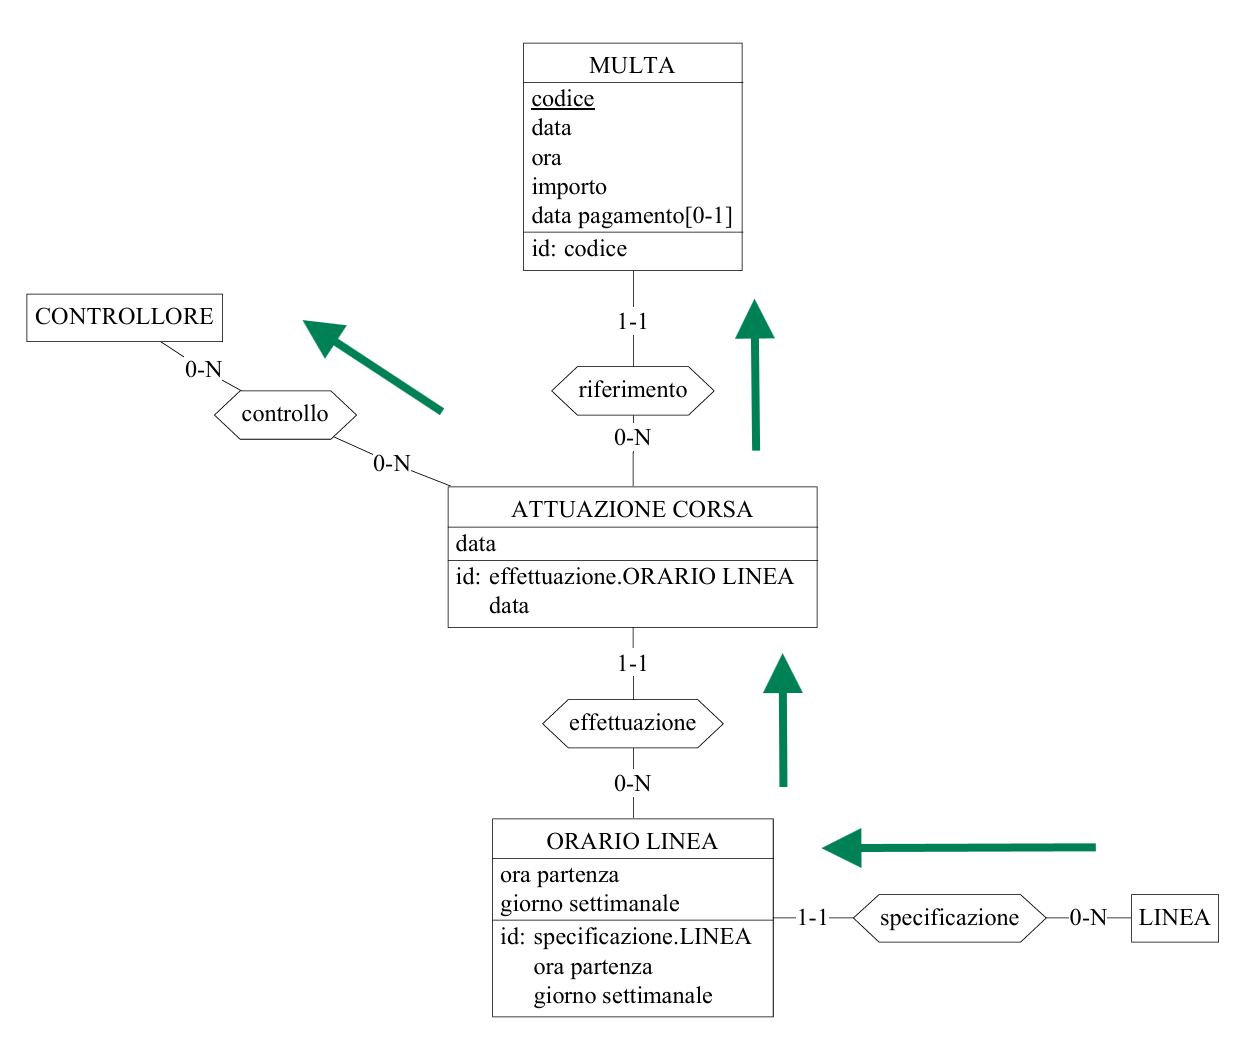 MULTA
codice
data
ora
importo
data pagamento[0-1]
id: codice
CONTROLLORE
1-1
0-N
riferimento
controllo
0-N
0-N
ATTUAZIONE CORSA
data
id: effettuazione.ORARIO LINEA
data
1-1
effettuazione
0-N
ORARIO LINEA
ora partenza
giorno settimanale
id: specificazione.LINEA
ora partenza
giorno settimanale
1-1
specificazione
0-N
LINEA